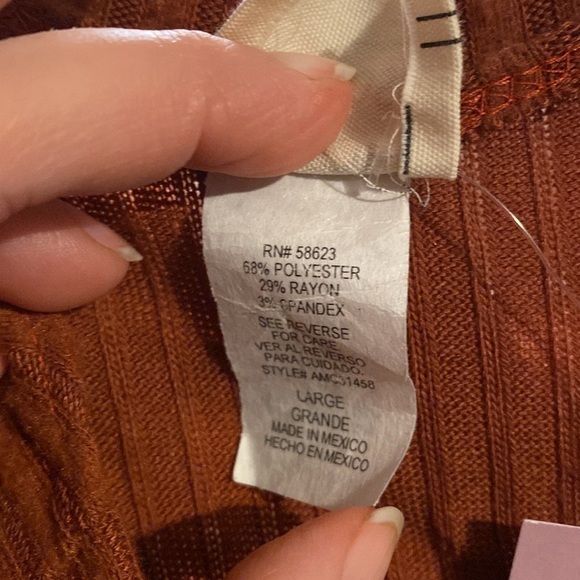 RN# 58623
68% POLYESTER
29% RAYON
3% SPANDEX
SEE REVERSE
FOR CARE.
VER AL REVERSO
PARA CUIDADO.
STYLE# AMC31458
LARGE
GRANDE
MADE IN MEXICO
HECHO EN MEXICO